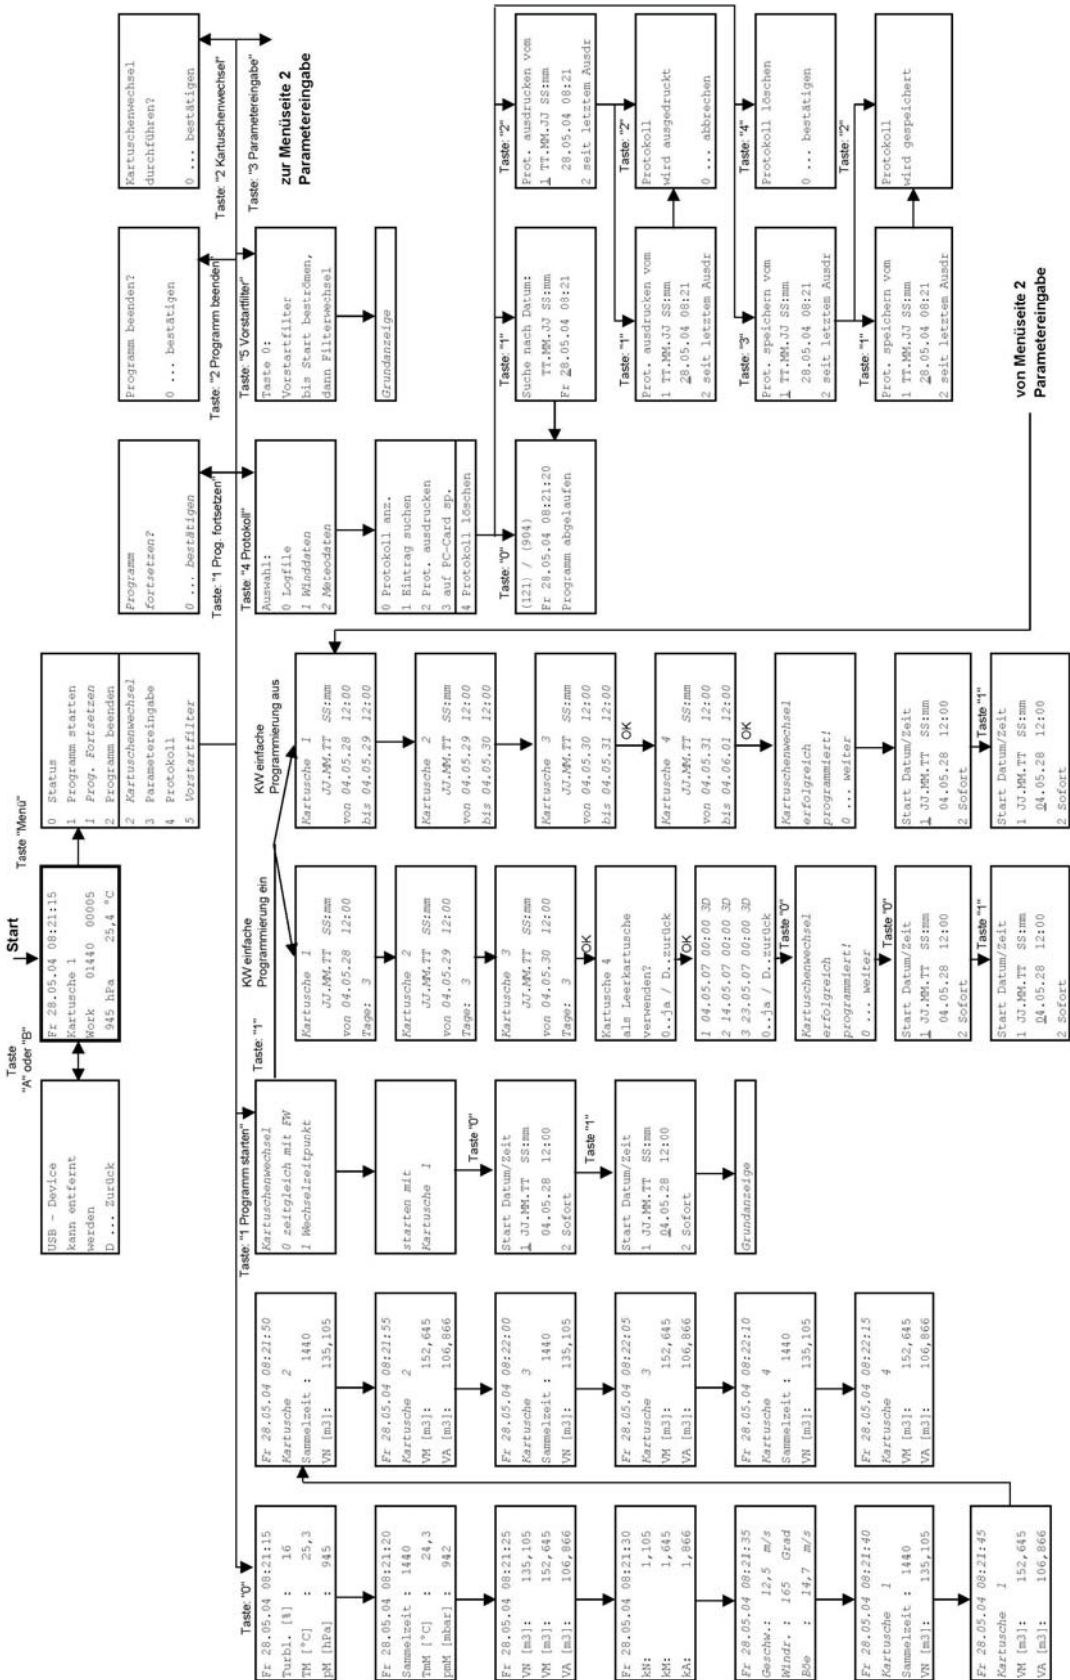 Start
Taste
"A" oder "B"
Taste "Menü"
USB - Device
kann entfernt
werden
D ... Zurück
Fr 28.05.04 08:21:15
Kartusche 1
Work 01440 00005
945 hPa 25,4 °C
0 Status
1 Programm starten
1 Prog. Fortsetzen
2 Programm beenden
2 Kartuschenwechsel
3 Parametereingabe
4 Protokoll
5 Vorstartfilter
Programm
fortsetzen?
0 ... bestätigen
Programm beenden?
0 ... bestätigen
Kartuschenwechsel
durchführen?
0 ... bestätigen
Taste: "0"
Taste: "1 Programm starten"
Taste: "1 Prog. fortsetzen"
Taste: "4 Protokoll"
Taste: "2 Programm beenden"
Taste: "5 Vorstartfilter"
Taste: "2 Kartuschenwechsel"
Taste: "3 Parametereingabe"
zur Menüseite 2
Parametereingabe
Fr 28.05.04 08:21:15
Turbl. [%] : 16
TM [°C] : 25,3
pM [hPa] : 945
Fr 28.05.04 08:21:20
Sammelzeit : 1440
TmM [°C] : 24,3
pmM [mbar] : 942
Fr 28.05.04 08:21:25
VN [m3]: 135,105
VM [m3]: 152,645
VA [m3]: 106,866
Fr 28.05.04 08:21:30
kN: 1,105
kM: 1,645
kA: 1,866
Fr 28.05.04 08:21:35
Geschw.: 12,5 m/s
Windr. : 165 Grad
Böe : 14,7 m/s
Fr 28.05.04 08:21:40
Kartusche 1
Sammelzeit : 1440
VN [m3]: 135,105
Fr 28.05.04 08:21:45
Kartusche 1
VM [m3]: 152,645
VA [m3]: 106,866
Fr 28.05.04 08:21:50
Kartusche 2
Sammelzeit : 1440
VN [m3]: 135,105
Fr 28.05.04 08:21:55
Kartusche 2
VM [m3]: 152,645
VA [m3]: 106,866
Fr 28.05.04 08:22:00
Kartusche 3
Sammelzeit : 1440
VN [m3]: 135,105
Fr 28.05.04 08:22:05
Kartusche 3
VM [m3]: 152,645
VA [m3]: 106,866
Fr 28.05.04 08:22:10
Kartusche 4
Sammelzeit : 1440
VN [m3]: 135,105
Fr 28.05.04 08:22:15
Kartusche 4
VM [m3]: 152,645
VA [m3]: 106,866
Kartuschenwechsel
0 zeitgleich mit FW
1 Wechselzeitpunkt
Taste: "1"
starten mit
Kartusche 1
Taste "0"
Start Datum/Zeit
1 JJ.MM.TT SS:mm
04.05.28 12:00
2 Sofort
Taste "1"
Start Datum/Zeit
1 JJ.MM.TT SS:mm
04.05.28 12:00
2 Sofort
Grundanzeige
KW einfache
Programmierung ein
Kartusche 1
JJ.MM.TT SS:mm
von 04.05.28 12:00
Tage: 3
Kartusche 2
JJ.MM.TT SS:mm
von 04.05.29 12:00
Tage: 3
Kartusche 3
JJ.MM.TT SS:mm
von 04.05.30 12:00
Tage: 3
OK
Kartusche 4
als Leerkartusche
verwenden?
0..ja / D..zurück
OK
1 04.05.07 00:00 3D
2 14.05.07 00:00 3D
3 23.05.07 00:00 3D
0..ja / D..zurück
Taste "0"
Kartuschenwechsel
erfolgreich
programmiert!
0 ... weiter
Taste "0"
Start Datum/Zeit
1 JJ.MM.TT SS:mm
04.05.28 12:00
2 Sofort
Taste "1"
Start Datum/Zeit
1 JJ.MM.TT SS:mm
04.05.28 12:00
2 Sofort
KW einfache
Programmierung aus
Kartusche 1
JJ.MM.TT SS:mm
von 04.05.28 12:00
bis 04.05.29 12:00
Kartusche 2
JJ.MM.TT SS:mm
von 04.05.29 12:00
bis 04.05.30 12:00
Kartusche 3
JJ.MM.TT SS:mm
von 04.05.30 12:00
bis 04.05.31 12:00
OK
Kartusche 4
JJ.MM.TT SS:mm
von 04.05.31 12:00
bis 04.06.01 12:00
OK
Kartuschenwechsel
erfolgreich
programmiert!
0 ... weiter
Start Datum/Zeit
1 JJ.MM.TT SS:mm
04.05.28 12:00
2 Sofort
Taste "1"
Start Datum/Zeit
1 JJ.MM.TT SS:mm
04.05.28 12:00
2 Sofort
Auswahl:
0 Logfile
1 Winddaten
2 Meteodaten
0 Protokoll anz.
1 Eintrag suchen
2 Prot. ausdrucken
3 auf PC-Card sp.
4 Protokoll löschen
Taste: "0"
(121) / (904)
Fr 28.05.04 08:21:20
Programm abgelaufen
Taste 0:
Vorstartfilter
bis Start beströmen,
dann Filterwechsel
Grundanzeige
Taste: "1"
Suche nach Datum:
TT.MM.JJ SS:mm
Fr 28.05.04 08:21
Taste: "2"
Prot. ausdrucken vom
1 TT.MM.JJ SS:mm
28.05.04 08:21
2 seit letztem Ausdr
Taste: "1"
Prot. ausdrucken vom
1 TT.MM.JJ SS:mm
28.05.04 08:21
2 seit letztem Ausdr
Taste: "2"
Protokoll
wird ausgedruckt
0 ... abbrechen
Taste: "3"
Prot. speichern vom
1 TT.MM.JJ SS:mm
28.05.04 08:21
2 seit letztem Ausdr
Taste: "4"
Protokoll löschen
0 ... bestätigen
Taste: "1"
Prot. speichern vom
1 TT.MM.JJ SS:mm
28.05.04 08:21
2 seit letztem Ausdr
Taste: "2"
Protokoll
wird gespeichert
von Menüseite 2
Parametereingabe